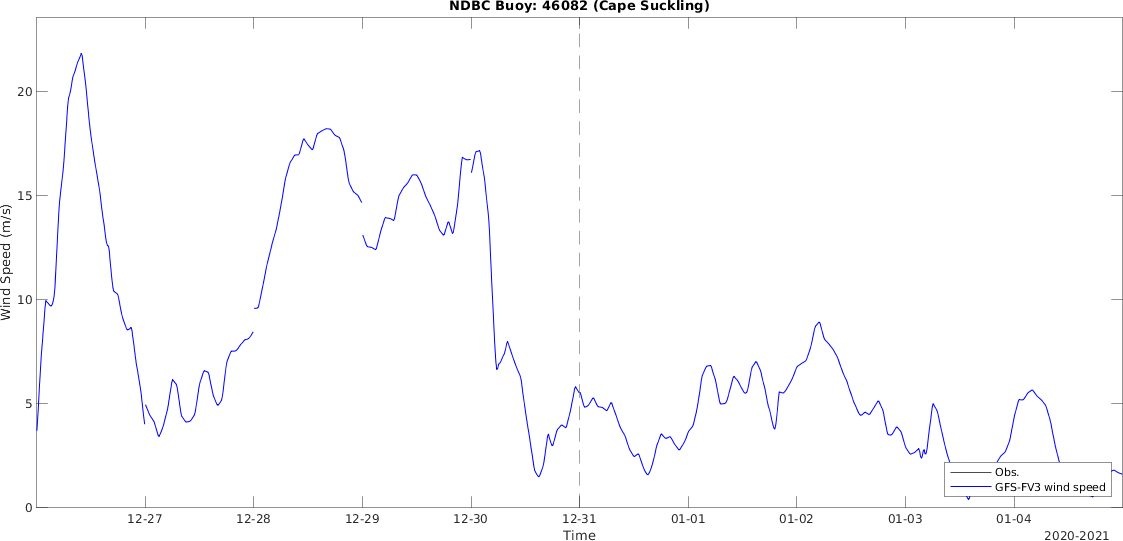 NDBC Buoy: 46082 (Cape Suckling)
Wind Speed (m/s)
20
15
10
5
0
12-27 12-28 12-29 12-30 12-31 01-01 01-02 01-03 01-04
Time
2020-2021
Obs.
GFS-FV3 wind speed